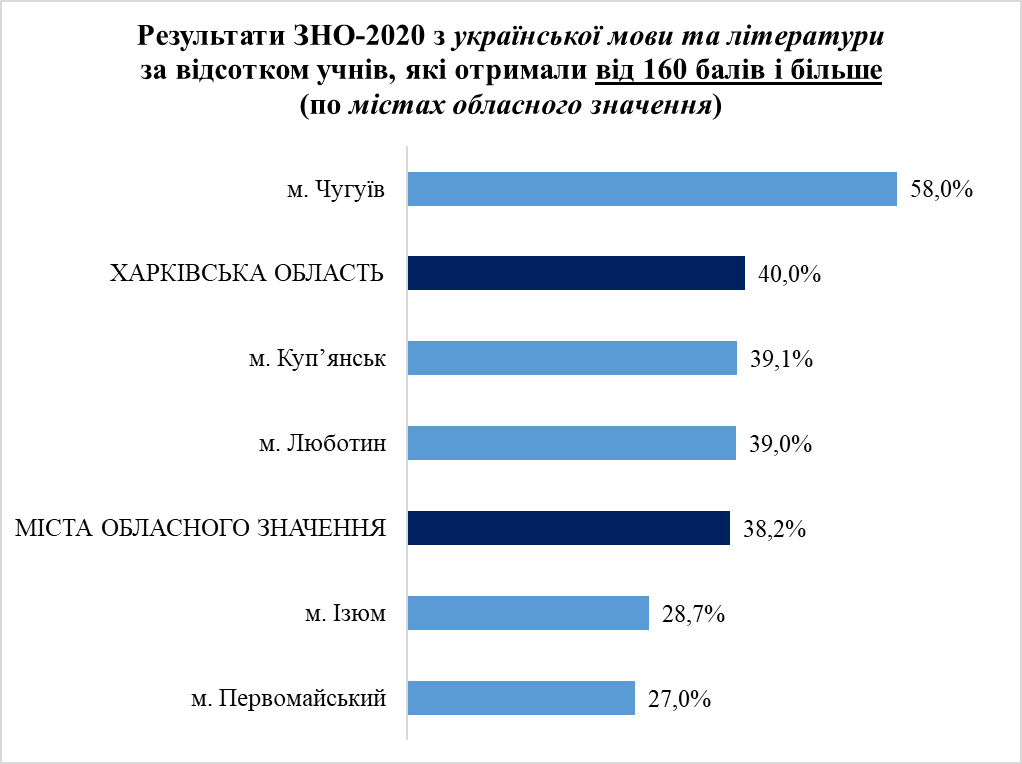 Результати ЗНО-2020 з української мови та літератури
за відсотком учнів, які отримали від 160 балів і більше
(по містах обласного значення)
м. Чугуїв 58,0%
ХАРКІВСЬКА ОБЛАСТЬ 40,0%
м. Куп’янськ 39,1%
м. Люботин 39,0%
МІСТА ОБЛАСНОГО ЗНАЧЕННЯ 38,2%
м. Ізюм 28,7%
м. Первомайський 27,0%